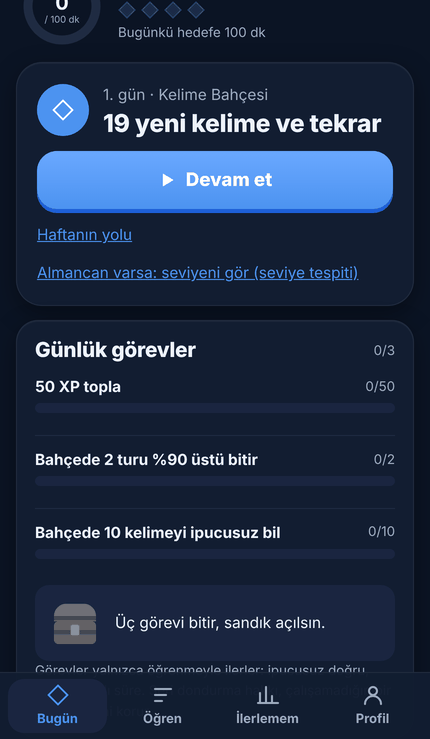 0
/ 100 dk
Bugünkü hedefe 100 dk
1. gün · Kelime Bahçesi
19 yeni kelime ve tekrar
Devam et
Haftanın yolu
Almancan varsa: seviyeni gör (seviye tespiti)
Günlük görevler
0/3
50 XP topla
0/50
Bahçede 2 turu %90 üstü bitir
0/2
Bahçede 10 kelimeyi ipucusuz bil
0/10
Üç görevi bitir, sandık açılsın.
Görevler yalnızca öğrenmeyle ilerler: ipucusuz doğru
Bugün
Öğren
İlerlemem
Profil